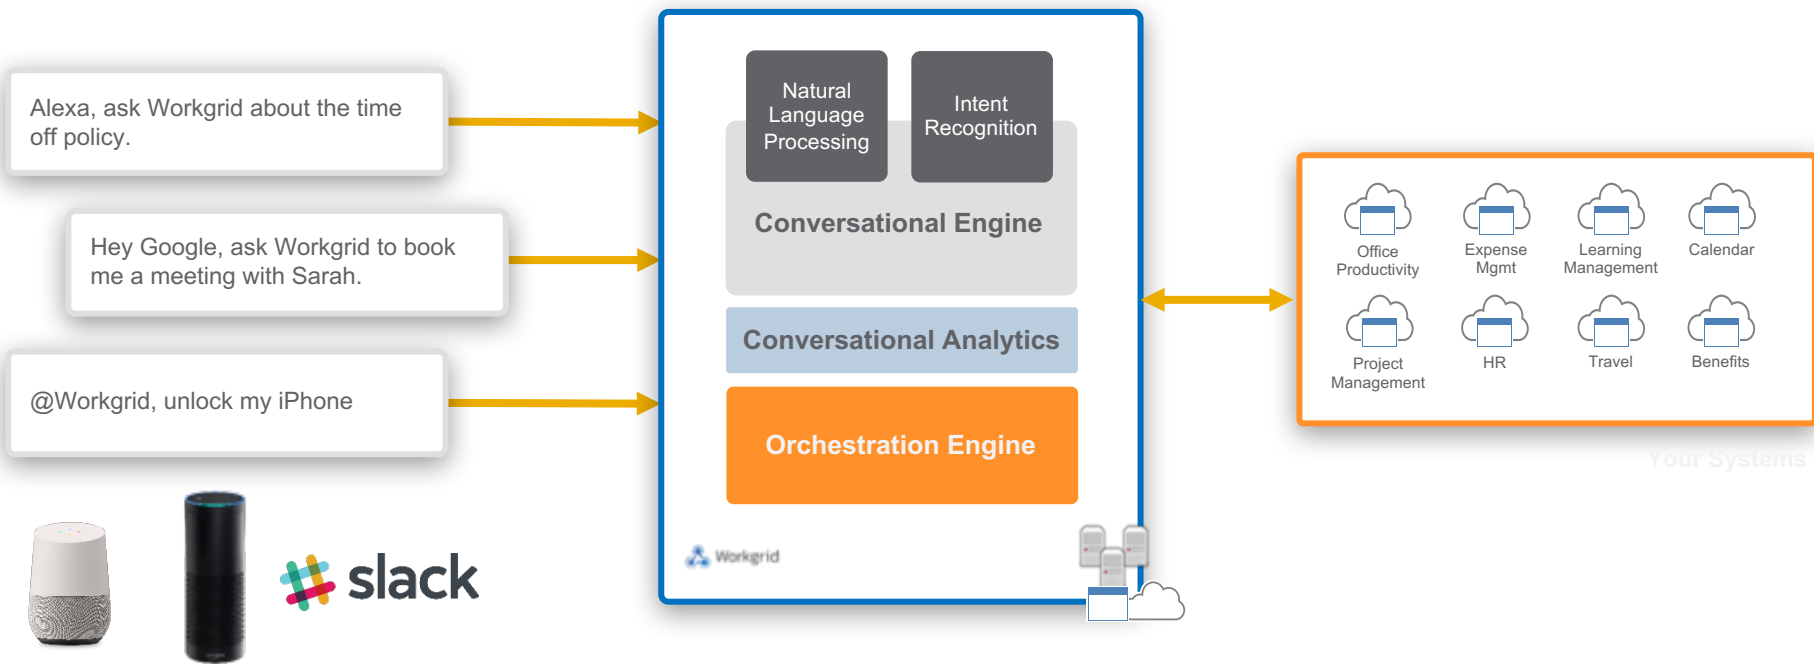 Alexa, ask Workgrid about the time
off policy.
Hey Google, ask Workgrid to book
me a meeting with Sarah.
@Workgrid, unlock my iPhone
slack
Natural
Language
Processing
Intent
Recognition
Conversational Engine
Conversational Analytics
Orchestration Engine
Workgrid
Office
Productivity
Expense
Mgmt
Learning
Management
Calendar
Project
Management
HR
Travel
Benefits
Your Systems